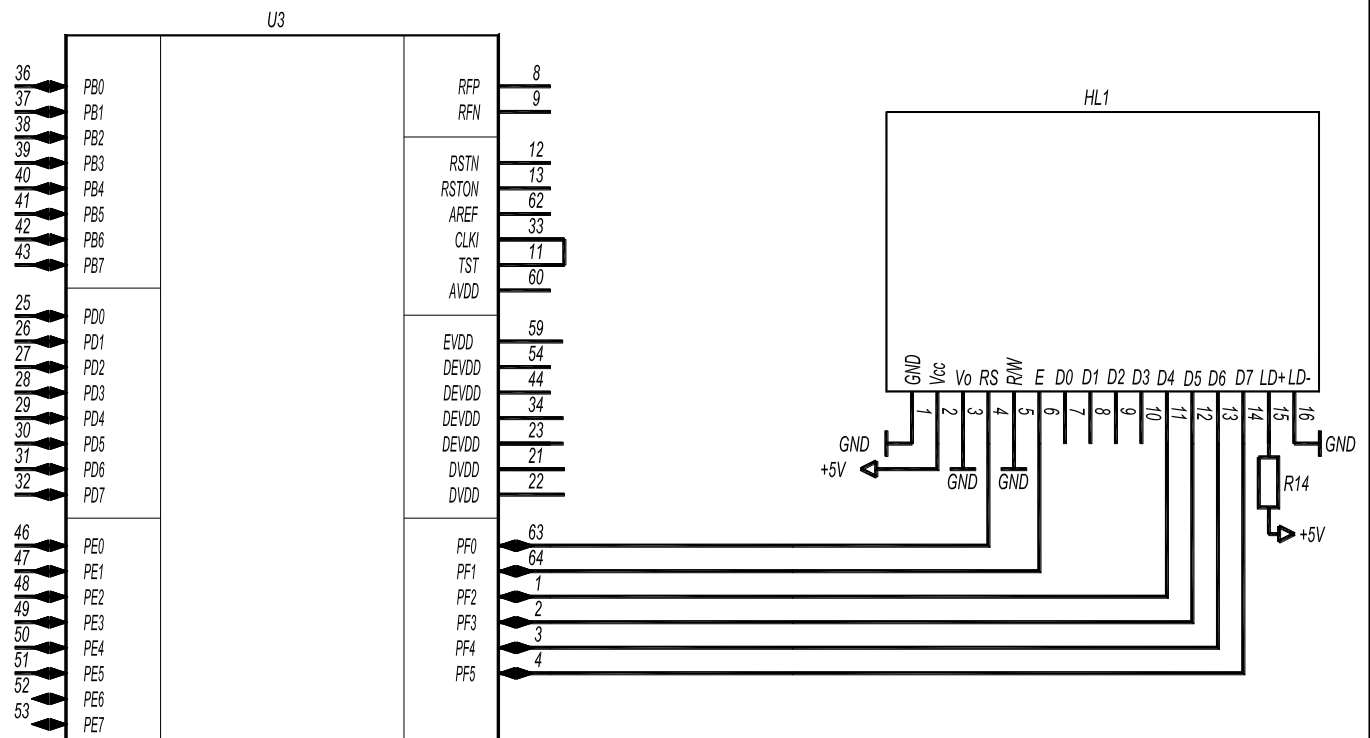 U3
36 PB0
37 PB1
38 PB2
39 PB3
40 PB4
41 PB5
42 PB6
43 PB7
25 PD0
26 PD1
27 PD2
28 PD3
29 PD4
30 PD5
31 PD6
32 PD7
46 PE0
47 PE1
48 PE2
49 PE3
50 PE4
51 PE5
52 PE6
53 PE7
RFP 8
RFN 9
RSTN 12
RSTON 13
AREF 62
CLKI 33
TST 11
AVDD 60
EVDD 59
DEVDD 54
DEVDD 44
DEVDD 34
DEVDD 23
DVDD 21
DVDD 22
PF0 63
PF1 64
PF2 1
PF3 2
PF4 3
PF5 4
HL1
GND Vcc Vo RS R/W E D0 D1 D2 D3 D4 D5 D6 D7 LD+ LD-
1 2 3 4 5 6 7 8 9 10 11 12 13 14 15 16
GND
+5V
GND
GND
GND
R14
+5V